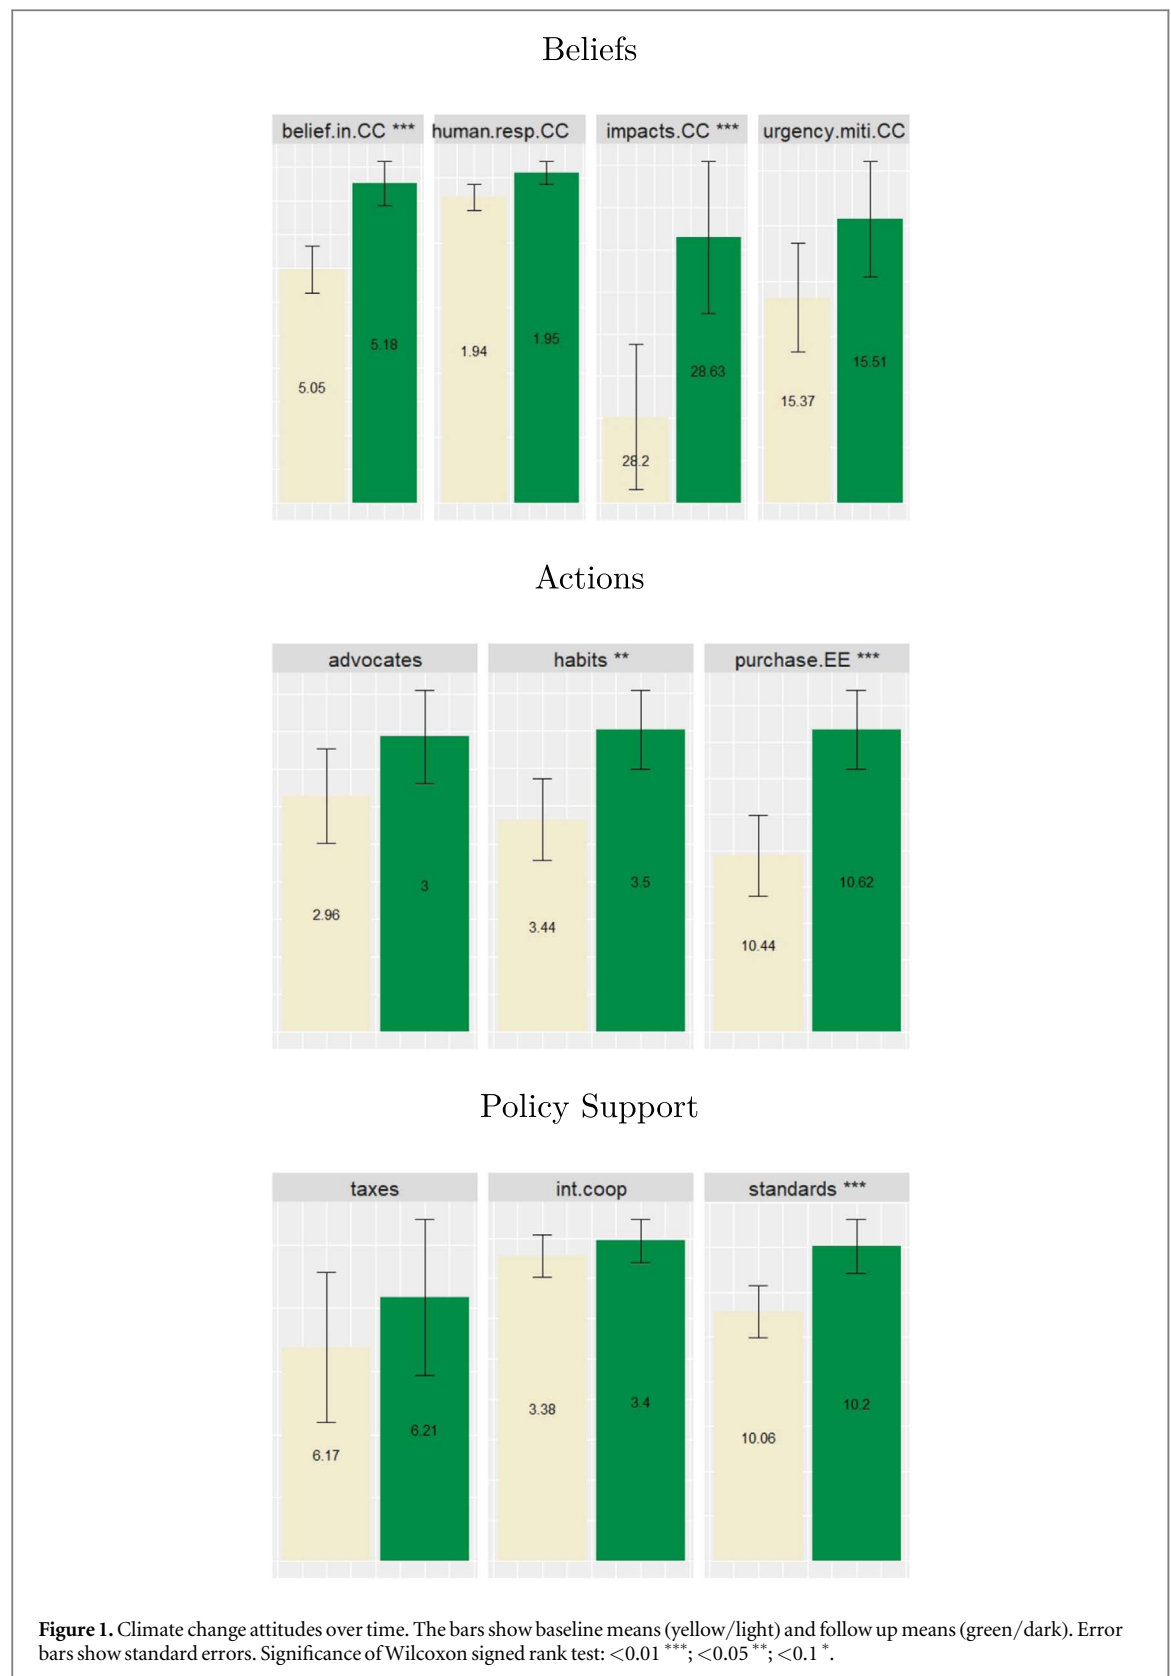 Beliefs
belief.in.CC *** human.resp.CC impacts.CC *** urgency.miti.CC
5.05 5.18 1.94 1.95 28.2 28.63 15.37 15.51
Actions
advocates habits ** purchase.EE ***
2.96 3 3.44 3.5 10.44 10.62
Policy Support
taxes int.coop standards ***
6.17 6.21 3.38 3.4 10.06 10.2
Figure 1. Climate change attitudes over time. The bars show baseline means (yellow/light) and follow up means (green/dark). Error
bars show standard errors. Significance of Wilcoxon signed rank test: <0.01 ***; <0.05 **; <0.1 *.